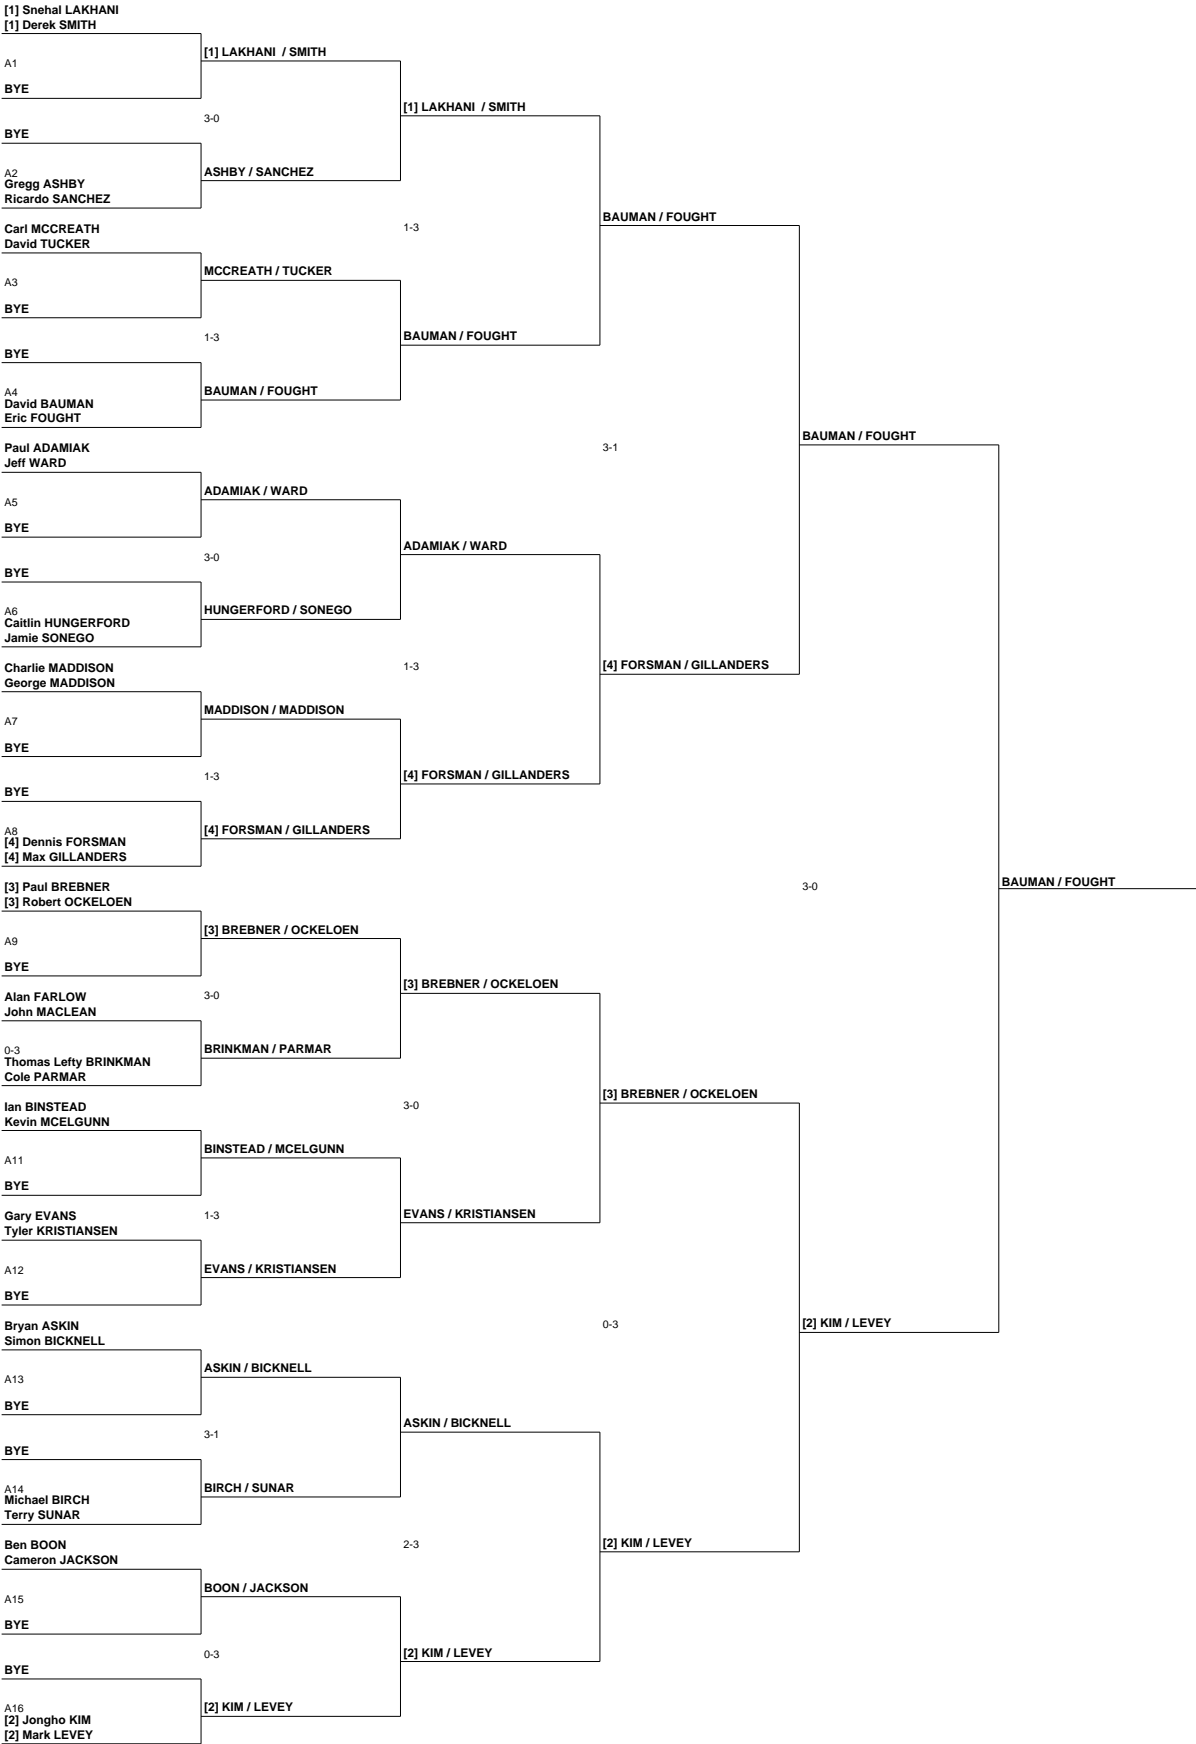 [1] Snehal LAKHANI
[1] Derek SMITH
[1] LAKHANI / SMITH
A1
BYE
[1] LAKHANI / SMITH
3-0
BYE
A2
ASHBY / SANCHEZ
Gregg ASHBY
Ricardo SANCHEZ
BAUMAN / FOUGHT
Carl MCCREATH
1-3
David TUCKER
MCCREATH / TUCKER
A3
BYE
1-3
BAUMAN / FOUGHT
BYE
A4
BAUMAN / FOUGHT
David BAUMAN
Eric FOUGHT
BAUMAN / FOUGHT
Paul ADAMIAK
3-1
Jeff WARD
ADAMIAK / WARD
A5
BYE
ADAMIAK / WARD
3-0
BYE
A6
HUNGERFORD / SONEGO
Caitlin HUNGERFORD
Jamie SONEGO
Charlie MADDISON
1-3
[4] FORSMAN / GILLANDERS
George MADDISON
MADDISON / MADDISON
A7
BYE
1-3
[4] FORSMAN / GILLANDERS
BYE
A8
[4] FORSMAN / GILLANDERS
[4] Dennis FORSMAN
[4] Max GILLANDERS
BAUMAN / FOUGHT
[3] Paul BREBNER
3-0
[3] Robert OCKELOEN
[3] BREBNER / OCKELOEN
A9
BYE
[3] BREBNER / OCKELOEN
Alan FARLOW
3-0
John MACLEAN
0-3
BRINKMAN / PARMAR
Thomas Lefty BRINKMAN
Cole PARMAR
[3] BREBNER / OCKELOEN
Ian BINSTEAD
3-0
Kevin MCELGUNN
BINSTEAD / MCELGUNN
A11
BYE
Gary EVANS
1-3
EVANS / KRISTIANSEN
Tyler KRISTIANSEN
A12
EVANS / KRISTIANSEN
BYE
Bryan ASKIN
0-3
[2] KIM / LEVEY
Simon BICKNELL
ASKIN / BICKNELL
A13
BYE
ASKIN / BICKNELL
3-1
BYE
A14
BIRCH / SUNAR
Michael BIRCH
Terry SUNAR
Ben BOON
2-3
[2] KIM / LEVEY
Cameron JACKSON
BOON / JACKSON
A15
BYE
0-3
[2] KIM / LEVEY
BYE
A16
[2] KIM / LEVEY
[2] Jongho KIM
[2] Mark LEVEY